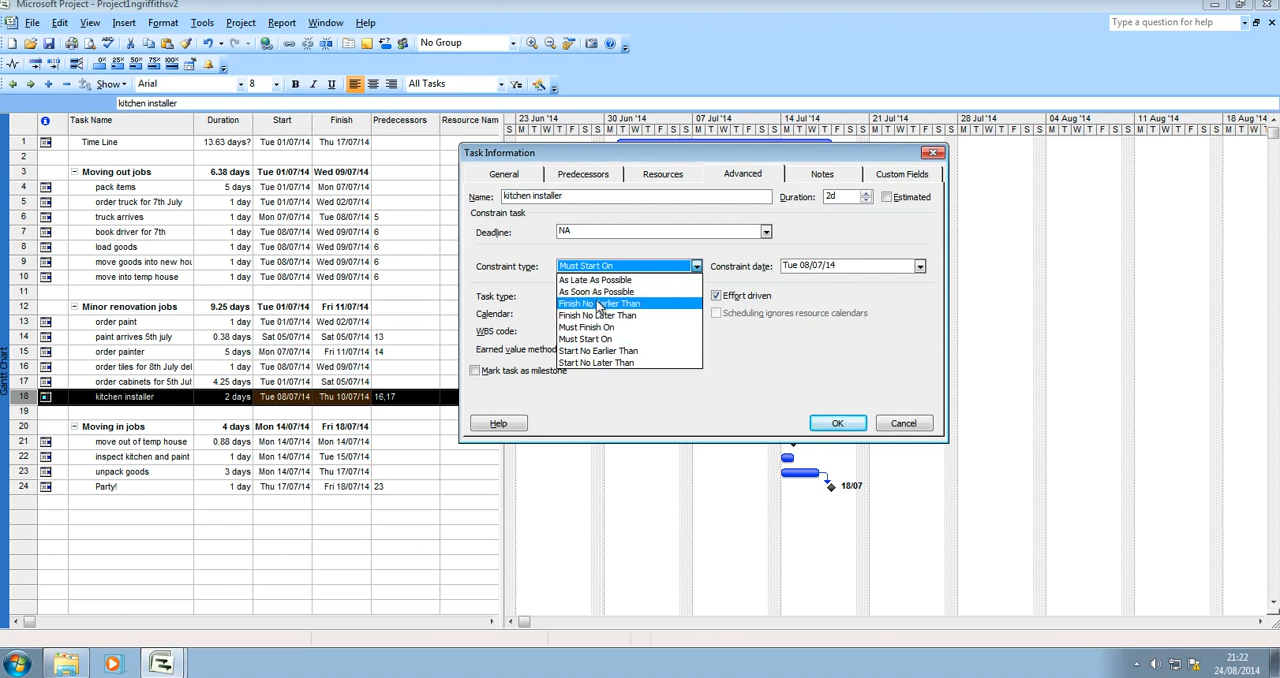 Microsoft Project - Project1ngriffithsv2
File Edit View Insert Format Tools Project Report Window Help Type a question for help
No Group
0% 25% 50% 75% 100%
Show Arial 8 B I U All Tasks
kitchen installer
Task Name Duration Start Finish Predecessors Resource Nam
23 Jun '14 30 Jun '14 07 Jul '14 14 Jul '14 21 Jul '14 28 Jul '14 04 Aug '14 11 Aug '14 18 Aug '14
S M T W T F S S M T W T F S S M T W T F S S M T W T F S S M T W T F S S M T W T F S S M T W T F S S M T W T F S S M T W
1 Time Line 13.63 days? Tue 01/07/14 Thu 17/07/14
2
3 Moving out jobs 6.38 days Tue 01/07/14 Wed 09/07/14
4 pack items 5 days Tue 01/07/14 Mon 07/07/14
5 order truck for 7th July 1 day Tue 01/07/14 Wed 02/07/14
6 truck arrives 1 day Mon 07/07/14 Tue 08/07/14 5
7 book driver for 7th 1 day Tue 08/07/14 Wed 09/07/14 6
8 load goods 1 day Tue 08/07/14 Wed 09/07/14 6
9 move goods into new hou 1 day Tue 08/07/14 Wed 09/07/14 6
10 move into temp house 1 day Tue 08/07/14 Wed 09/07/14 6
11
12 Minor renovation jobs 9.25 days Tue 01/07/14 Fri 11/07/14
13 order paint 1 day Tue 01/07/14 Wed 02/07/14
14 paint arrives 5th july 0.38 days Sat 05/07/14 Sat 05/07/14 13
15 order painter 5 days Mon 07/07/14 Fri 11/07/14 14
16 order tiles for 8th July del 1 day Tue 01/07/14 Wed 02/07/14
17 order cabinets for 5th Jul 4.25 days Tue 01/07/14 Sat 05/07/14
18 kitchen installer 2 days Tue 08/07/14 Thu 10/07/14 16,17
19
20 Moving in jobs 4 days Mon 14/07/14 Fri 18/07/14
21 move out of temp house 0.88 days Mon 14/07/14 Mon 14/07/14
22 inspect kitchen and paint 1 day Mon 14/07/14 Tue 15/07/14
23 unpack goods 3 days Mon 14/07/14 Thu 17/07/14
24 Party! 1 day Thu 17/07/14 Fri 18/07/14 23
18/07
Gantt Chart
Task Information
General Predecessors Resources Advanced Notes Custom Fields
Name: kitchen installer Duration: 2d Estimated
Constrain task
Deadline: NA
Constraint type: Must Start On Constraint date: Tue 08/07/14
As Late As Possible
As Soon As Possible
Finish No Earlier Than
Finish No Later Than
Must Finish On
Must Start On
Start No Earlier Than
Start No Later Than
Task type: Effort driven
Calendar: Scheduling ignores resource calendars
WBS code:
Earned value method
Mark task as milestone
Help OK Cancel
21:22
24/08/2014